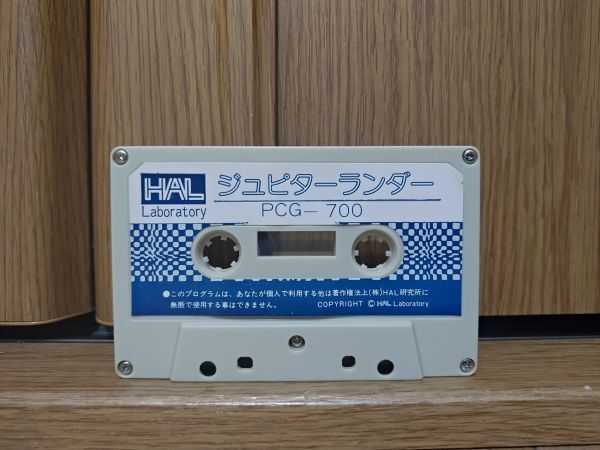 HAL
Laboratory
ジュピターランダー
PCG-700
●このプログラムは、あなたが個人で利用する他は著作権法上(株)HAL研究所に
無断で使用する事はできません。 COPYRIGHT © HAL Laboratory